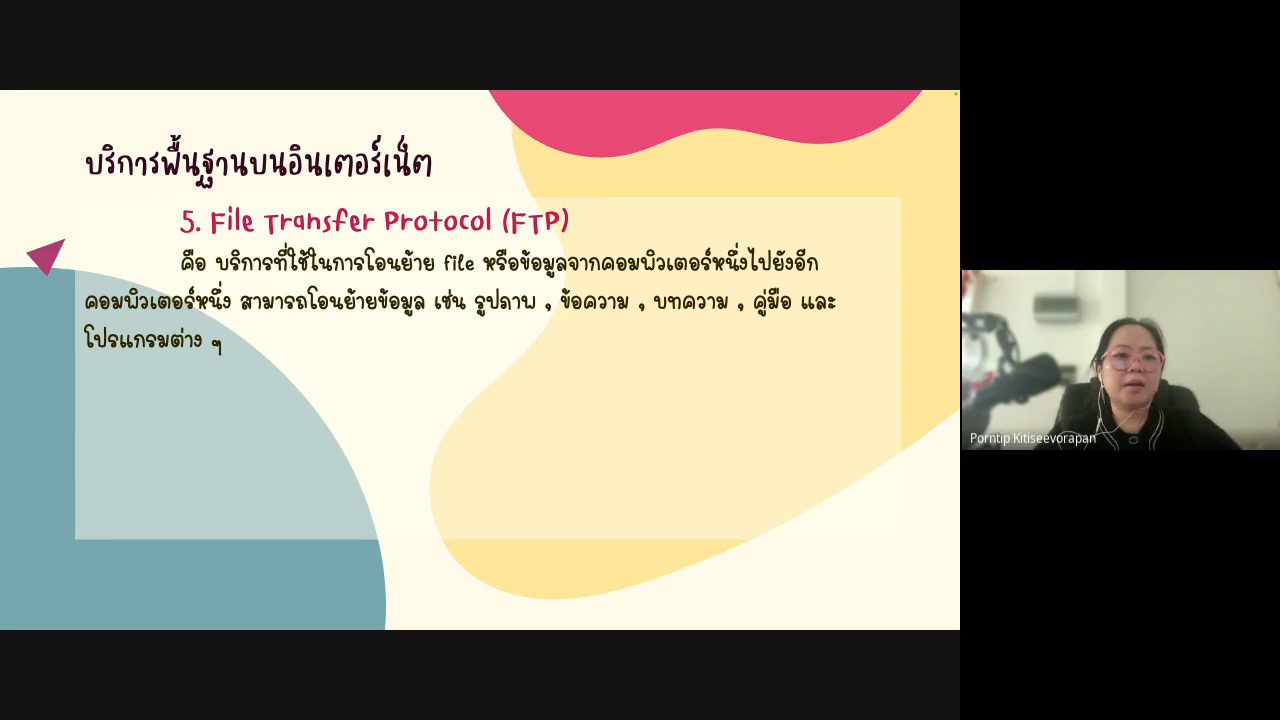 บริการพื้นฐานบนอินเตอร์เน็ต
5. File Transfer Protocol (FTP)
คือ บริการที่ใช้ในการโอนย้าย file หรือข้อมูลจากคอมพิวเตอร์หนึ่งไปยังอีก
คอมพิวเตอร์หนึ่ง สามารถโอนย้ายข้อมูล เช่น รูปภาพ , ข้อความ , บทความ , คู่มือ และ
โปรแกรมต่าง ๆ
Porntip Kitiseevorapan